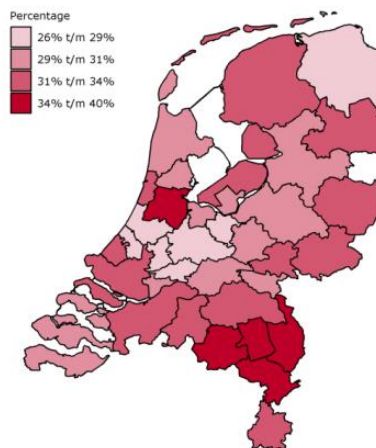 Percentage
26% t/m 29%
29% t/m 31%
31% t/m 34%
34% t/m 40%